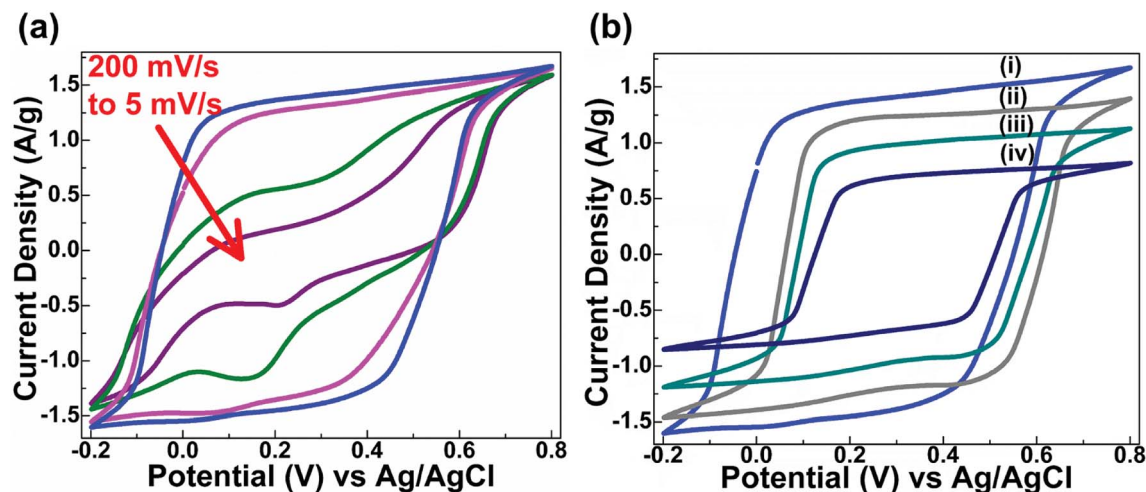 (a)
200 mV/s
to 5 mV/s
1.5
1.0
0.5
0.0
-0.5
-1.0
-1.5
Current Density (A/g)
-0.2 0.0 0.2 0.4 0.6 0.8
Potential (V) vs Ag/AgCl
(b)
(i)
(ii)
(iii)
(iv)
1.5
1.0
0.5
0.0
-0.5
-1.0
-1.5
Current Density (A/g)
-0.2 0.0 0.2 0.4 0.6 0.8
Potential (V) vs Ag/AgCl